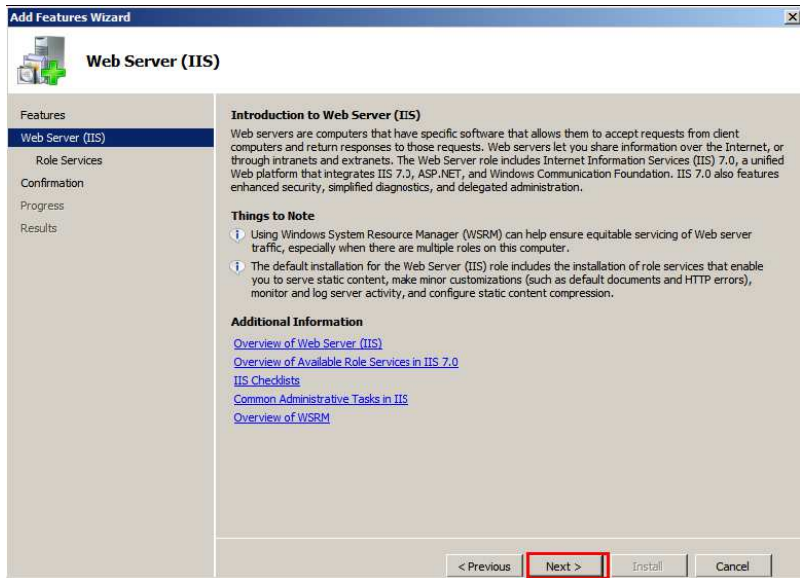 Add Features Wizard
Web Server (IIS)
Features
Web Server (IIS)
Role Services
Confirmation
Progress
Results
Introduction to Web Server (IIS)
Web servers are computers that have specific software that allows them to accept requests from client
computers and return responses to those requests. Web servers let you share information over the Internet, or
through intranets and extranets. The Web Server role includes Internet Information Services (IIS) 7.0, a unified
Web platform that integrates IIS 7.0, ASP.NET, and Windows Communication Foundation. IIS 7.0 also features
enhanced security, simplified diagnostics, and delegated administration.
Things to Note
Using Windows System Resource Manager (WSRM) can help ensure equitable servicing of Web server
traffic, especially when there are multiple roles on this computer.
The default installation for the Web Server (IIS) role includes the installation of role services that enable
you to serve static content, make minor customizations (such as default documents and HTTP errors),
monitor and log server activity, and configure static content compression.
Additional Information
Overview of Web Server (IIS)
Overview of Available Role Services in IIS 7.0
IIS Checklists
Common Administrative Tasks in IIS
Overview of WSRM
< Previous
Next >
Install
Cancel